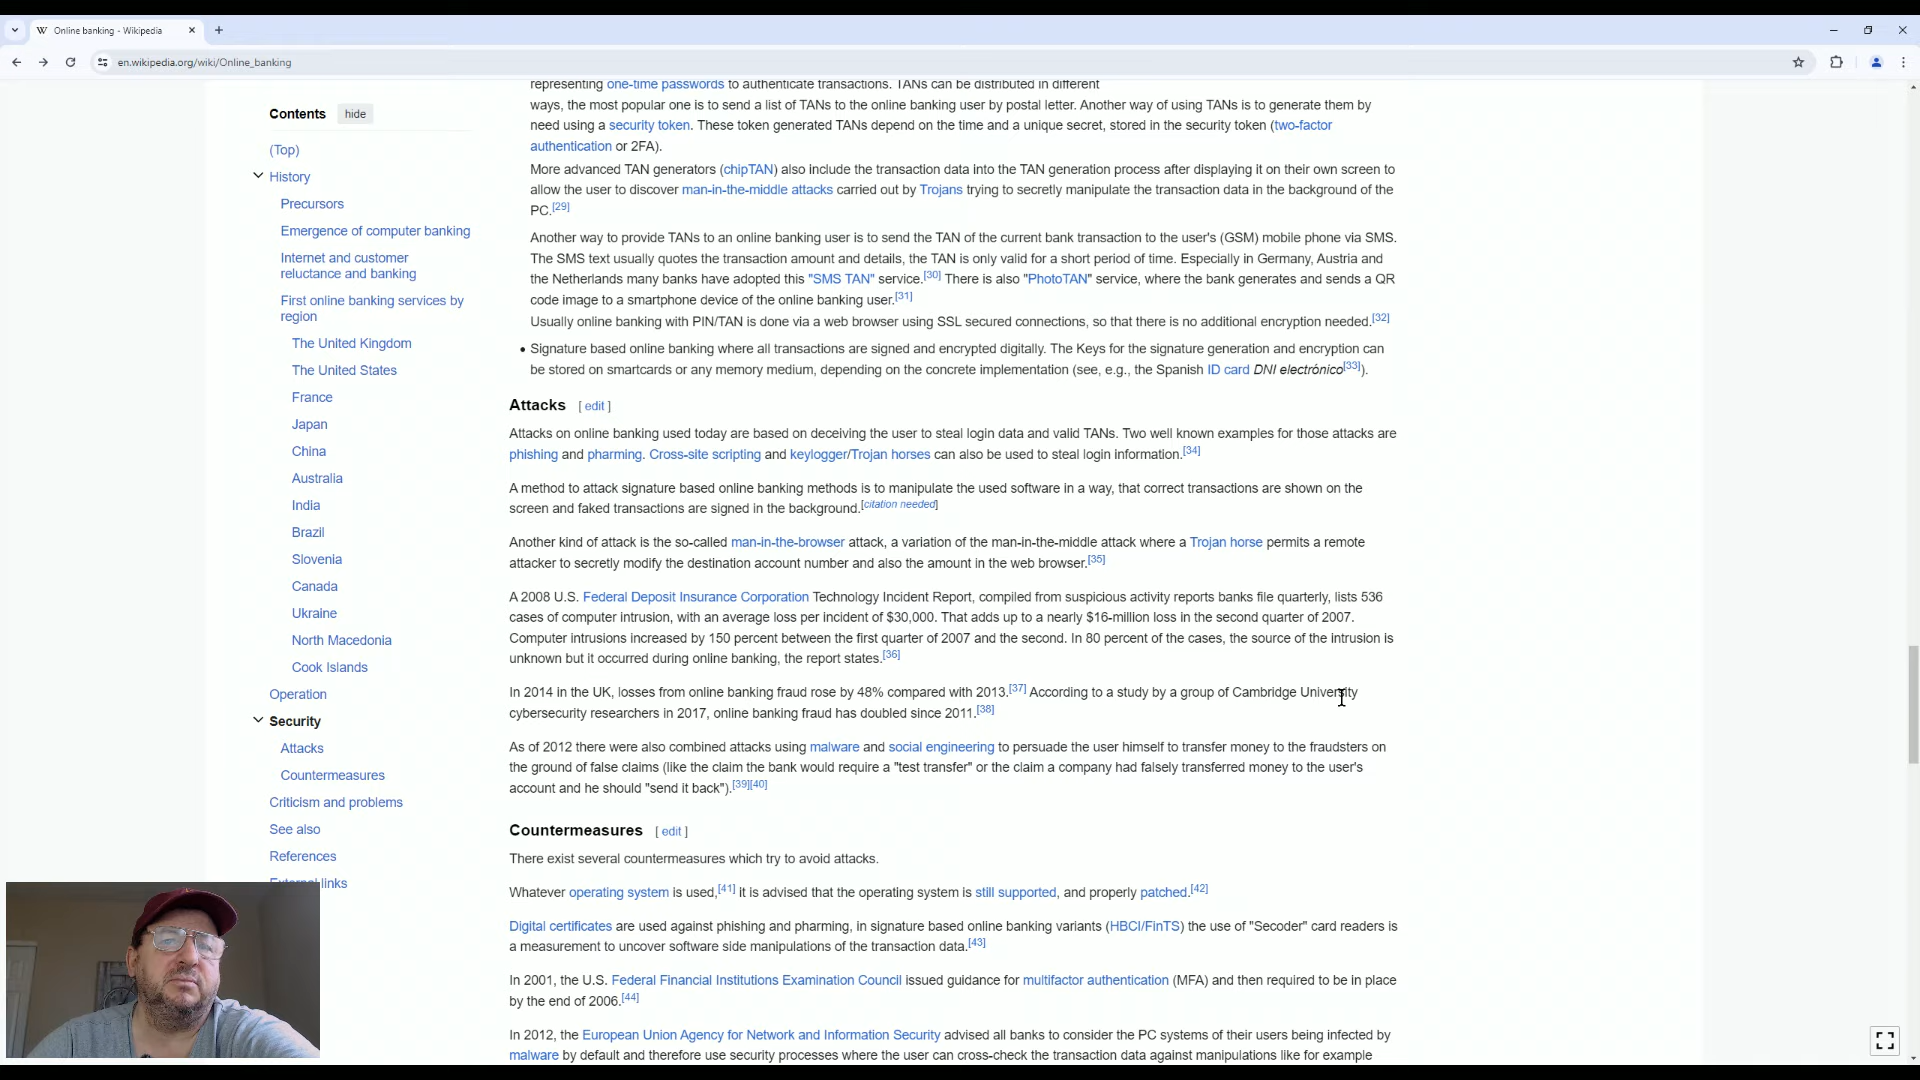 Online banking - Wikipedia
en.wikipedia.org/wiki/Online_banking
Contents hide
(Top)
History
Precursors
Emergence of computer banking
Internet and customer
reluctance and banking
First online banking services by
region
The United Kingdom
The United States
France
Japan
China
Australia
India
Brazil
Slovenia
Canada
Ukraine
North Macedonia
Cook Islands
Operation
Security
Attacks
Countermeasures
Criticism and problems
See also
References
External links
representing one-time passwords to authenticate transactions. TANs can be distributed in different
ways, the most popular one is to send a list of TANs to the online banking user by postal letter. Another way of using TANs is to generate them by
need using a security token. These token generated TANs depend on the time and a unique secret, stored in the security token (two-factor
authentication or 2FA).
More advanced TAN generators (chipTAN) also include the transaction data into the TAN generation process after displaying it on their own screen to
allow the user to discover man-in-the-middle attacks carried out by Trojans trying to secretly manipulate the transaction data in the background of the
PC.[29]
Another way to provide TANs to an online banking user is to send the TAN of the current bank transaction to the user's (GSM) mobile phone via SMS.
The SMS text usually quotes the transaction amount and details, the TAN is only valid for a short period of time. Especially in Germany, Austria and
the Netherlands many banks have adopted this "SMS TAN" service.[30] There is also "PhotoTAN" service, where the bank generates and sends a QR
code image to a smartphone device of the online banking user.[31]
Usually online banking with PIN/TAN is done via a web browser using SSL secured connections, so that there is no additional encryption needed.[32]
• Signature based online banking where all transactions are signed and encrypted digitally. The Keys for the signature generation and encryption can
be stored on smartcards or any memory medium, depending on the concrete implementation (see, e.g., the Spanish ID card DNI electrónico[33]).
Attacks [ edit ]
Attacks on online banking used today are based on deceiving the user to steal login data and valid TANs. Two well known examples for those attacks are
phishing and pharming. Cross-site scripting and keylogger/Trojan horses can also be used to steal login information.[34]
A method to attack signature based online banking methods is to manipulate the used software in a way, that correct transactions are shown on the
screen and faked transactions are signed in the background.[citation needed]
Another kind of attack is the so-called man-in-the-browser attack, a variation of the man-in-the-middle attack where a Trojan horse permits a remote
attacker to secretly modify the destination account number and also the amount in the web browser.[35]
A 2008 U.S. Federal Deposit Insurance Corporation Technology Incident Report, compiled from suspicious activity reports banks file quarterly, lists 536
cases of computer intrusion, with an average loss per incident of $30,000. That adds up to a nearly $16-million loss in the second quarter of 2007.
Computer intrusions increased by 150 percent between the first quarter of 2007 and the second. In 80 percent of the cases, the source of the intrusion is
unknown but it occurred during online banking, the report states.[36]
In 2014 in the UK, losses from online banking fraud rose by 48% compared with 2013.[37] According to a study by a group of Cambridge University
cybersecurity researchers in 2017, online banking fraud has doubled since 2011.[38]
As of 2012 there were also combined attacks using malware and social engineering to persuade the user himself to transfer money to the fraudsters on
the ground of false claims (like the claim the bank would require a "test transfer" or the claim a company had falsely transferred money to the user's
account and he should "send it back").[39][40]
Countermeasures [ edit ]
There exist several countermeasures which try to avoid attacks.
Whatever operating system is used,[41] it is advised that the operating system is still supported, and properly patched.[42]
Digital certificates are used against phishing and pharming, in signature based online banking variants (HBCI/FinTS) the use of "Secoder" card readers is
a measurement to uncover software side manipulations of the transaction data.[43]
In 2001, the U.S. Federal Financial Institutions Examination Council issued guidance for multifactor authentication (MFA) and then required to be in place
by the end of 2006.[44]
In 2012, the European Union Agency for Network and Information Security advised all banks to consider the PC systems of their users being infected by
malware by default and therefore use security processes where the user can cross-check the transaction data against manipulations like for example